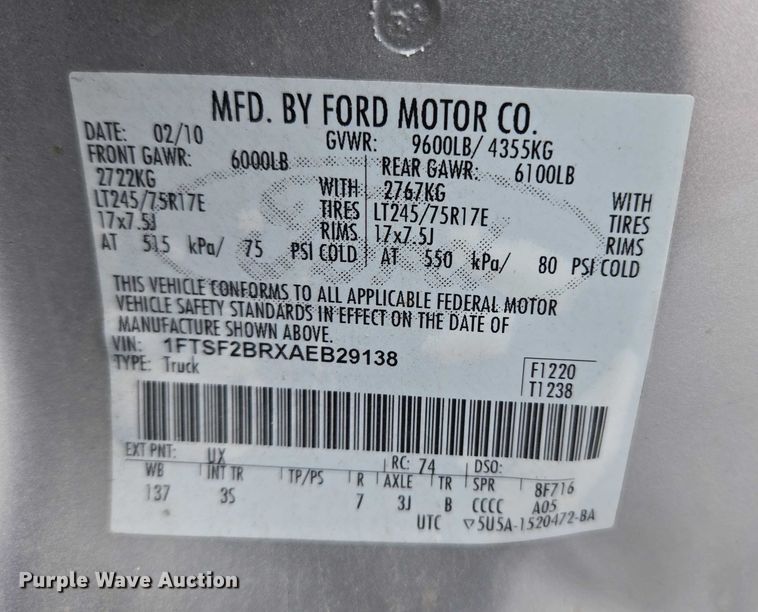 MFD. BY FORD MOTOR CO.
DATE: 02/10 GVWR: 9600LB/ 4355KG
FRONT GAWR: 6000LB REAR GAWR: 6100LB
2722KG WITH 2767KG WITH
LT245/75R17E TIRES LT245/75R17E TIRES
17x7.5J RIMS 17x7.5J RIMS
AT 515 kPa/ 75 PSI COLD AT 550 kPa/ 80 PSI COLD
THIS VEHICLE CONFORMS TO ALL APPLICABLE FEDERAL MOTOR
VEHICLE SAFETY STANDARDS IN EFFECT ON THE DATE OF
MANUFACTURE SHOWN ABOVE.
VIN: 1FTSF2BRXAEB29138
TYPE: Truck F1220
T1238
EXT PNT: UX RC: 74 DSO:
WB INT TR TP/PS R AXLE TR SPR 8F716
137 3S 7 3J B CCCC A05
UTC ▽5U5A-1520472-BA
Purple Wave Auction